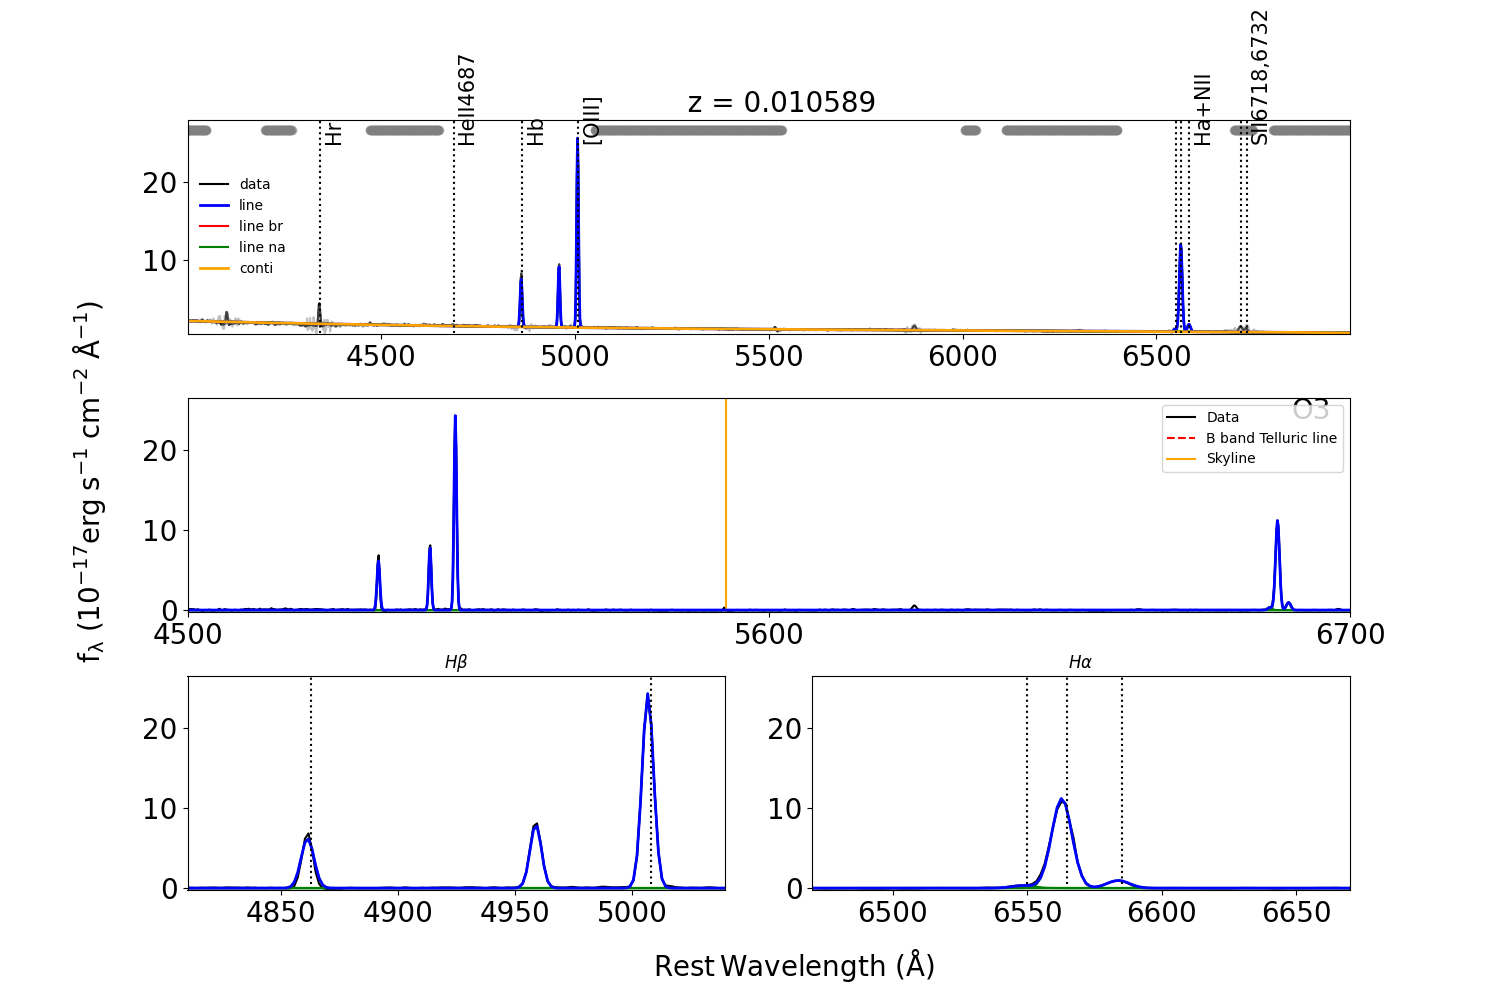 z = 0.010589
Hr
HeII4687
Hb
[OIII]
Ha+NII
SII6718,6732
data
line
line br
line na
conti
20
10
4500 5000 5500 6000 6500
f_λ (10⁻¹⁷erg s⁻¹ cm⁻² Å⁻¹)
O3
Data
B band Telluric line
Skyline
20
10
0
4500 5600 6700
Hβ
20
10
0
4850 4900 4950 5000
Hα
20
10
0
6500 6550 6600 6650
Rest Wavelength (Å)